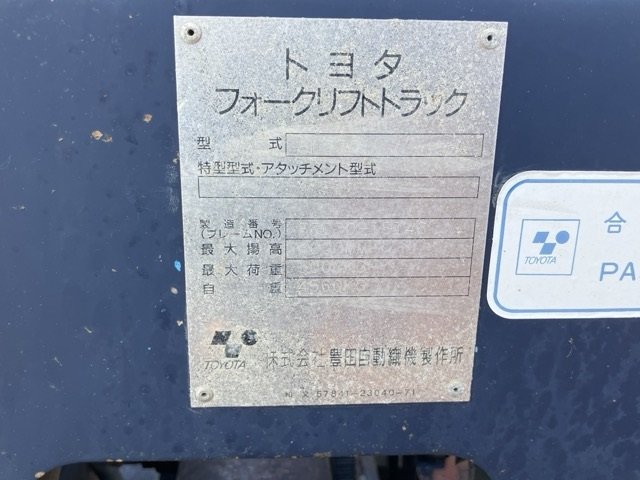 トヨタ
フォークリフトトラック
型 式
特型型式・アタッチメント型式
製造番号
(フレームNO.)
最大揚高
最大荷重
自 重
TOYOTA
株式会社豊田自動織機製作所
57841-23040-71
合
TOYOTA
PA